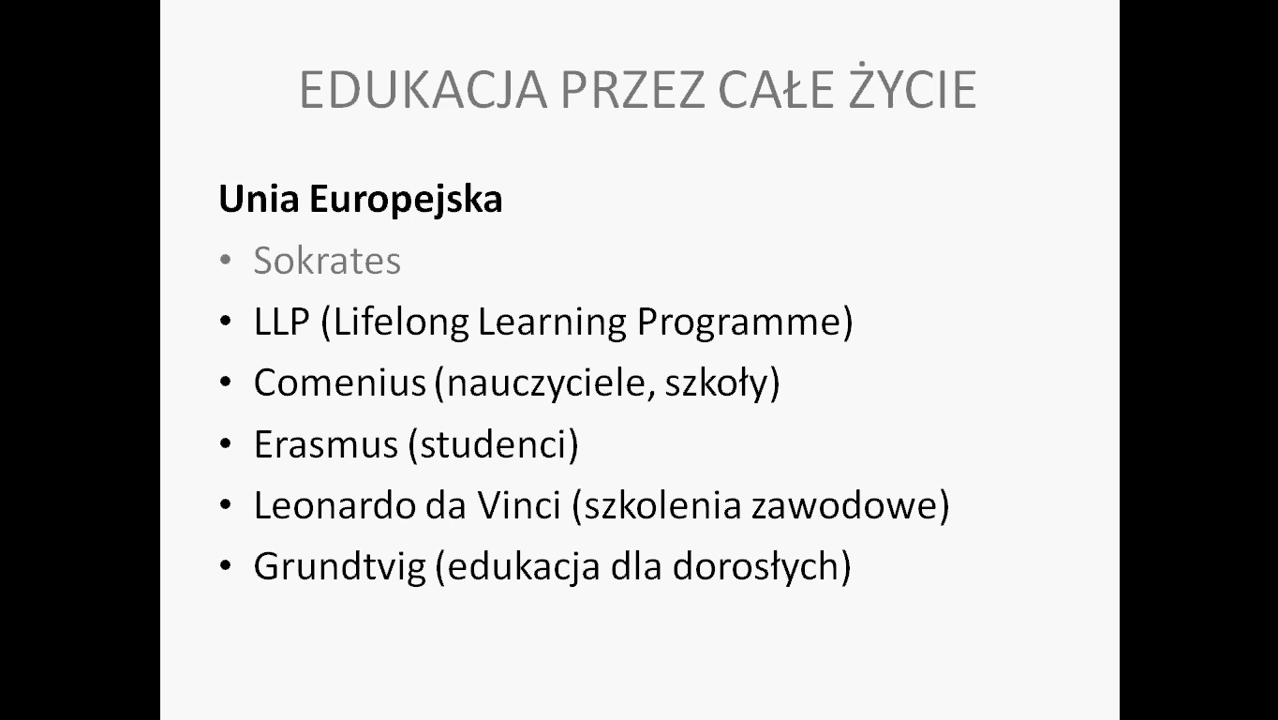 EDUKACJA PRZEZ CAŁE ŻYCIE
Unia Europejska
• Sokrates
• LLP (Lifelong Learning Programme)
• Comenius (nauczyciele, szkoły)
• Erasmus (studenci)
• Leonardo da Vinci (szkolenia zawodowe)
• Grundtvig (edukacja dla dorosłych)